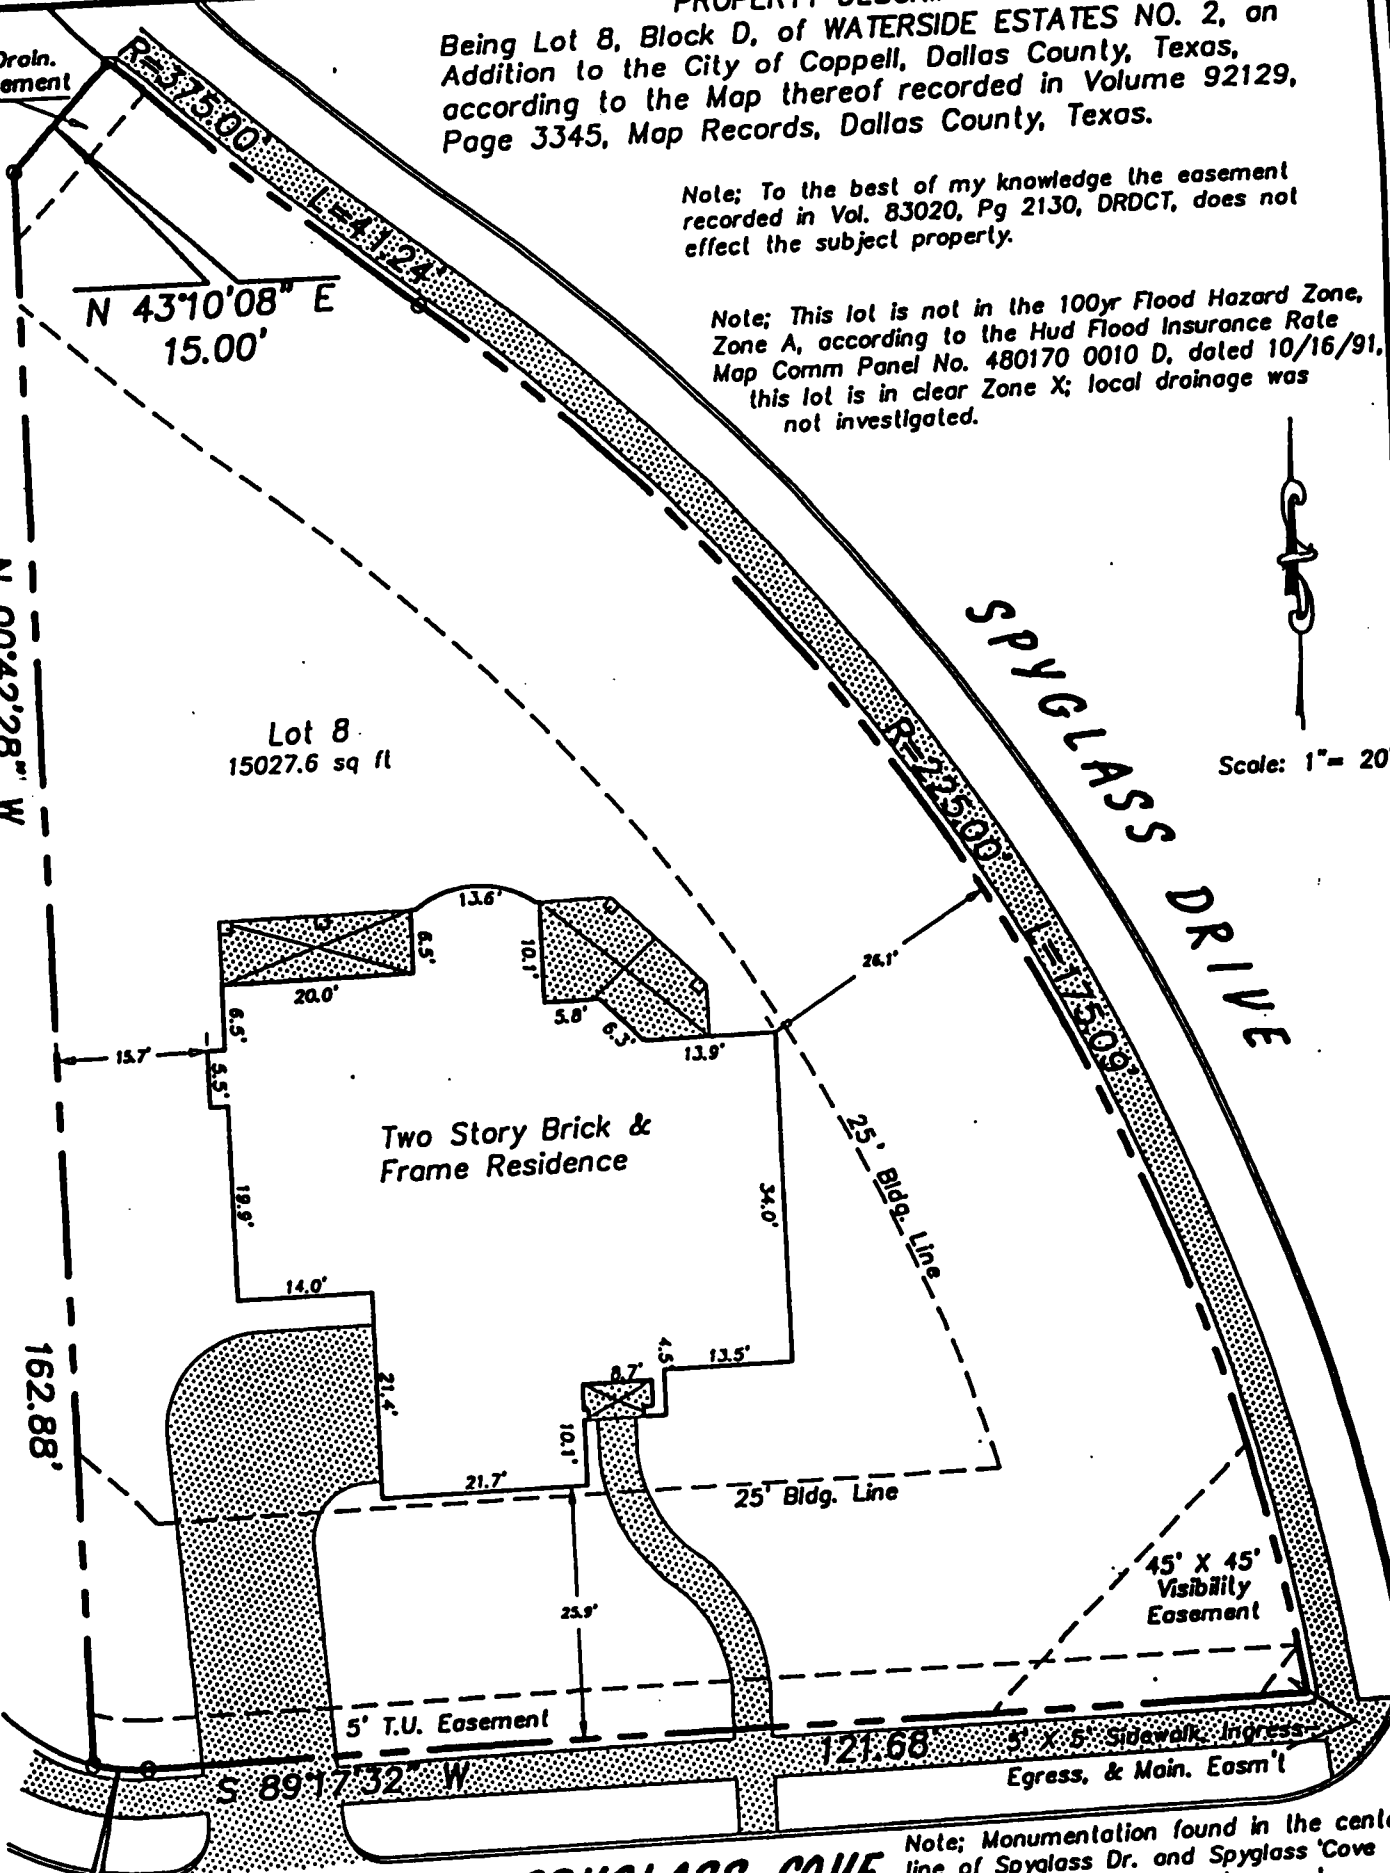 Being Lot 8, Block D, of WATERSIDE ESTATES NO. 2, an
Addition to the City of Coppell, Dallas County, Texas,
according to the Map thereof recorded in Volume 92129,
Page 3345, Map Records, Dallas County, Texas.
Drain.
R=375.00'
L=41.24'
Note; To the best of my knowledge the easement
recorded in Vol. 83020, Pg 2130, DRDCT, does not
effect the subject property.
N 43°10'08" E
15.00'
Note; This lot is not in the 100yr Flood Hazard Zone,
Zone A, according to the Hud Flood Insurance Rate
Map Comm Panel No. 480170 0010 D, dated 10/16/91,
this lot is in clear Zone X; local drainage was
not investigated.
N 00°42'28" W
162.88'
SPYGLASS DRIVE
Scale: 1"= 20'
Lot 8
15027.6 sq ft
R=225.00'
L=175.09'
13.6'
6.5'
10.1'
20.0'
5.8'
6.3'
13.9'
26.1'
6.5'
15.7'
5.5'
Two Story Brick &
Frame Residence
25' Bldg. Line
19.9'
34.0'
14.0'
21.4'
8.7'
4.5'
13.5'
10.1'
21.7'
25' Bldg. Line
25.9'
45' X 45'
Visibility
Easement
5' T.U. Easement
S 89°17'32" W
121.68'
5' X 5' Sidewalk, Ingress
Egress, & Main. Easm't
Note; Monumentation found in the
line of Spyglass Dr. and Spyglass Cove
SPYGLASS COVE